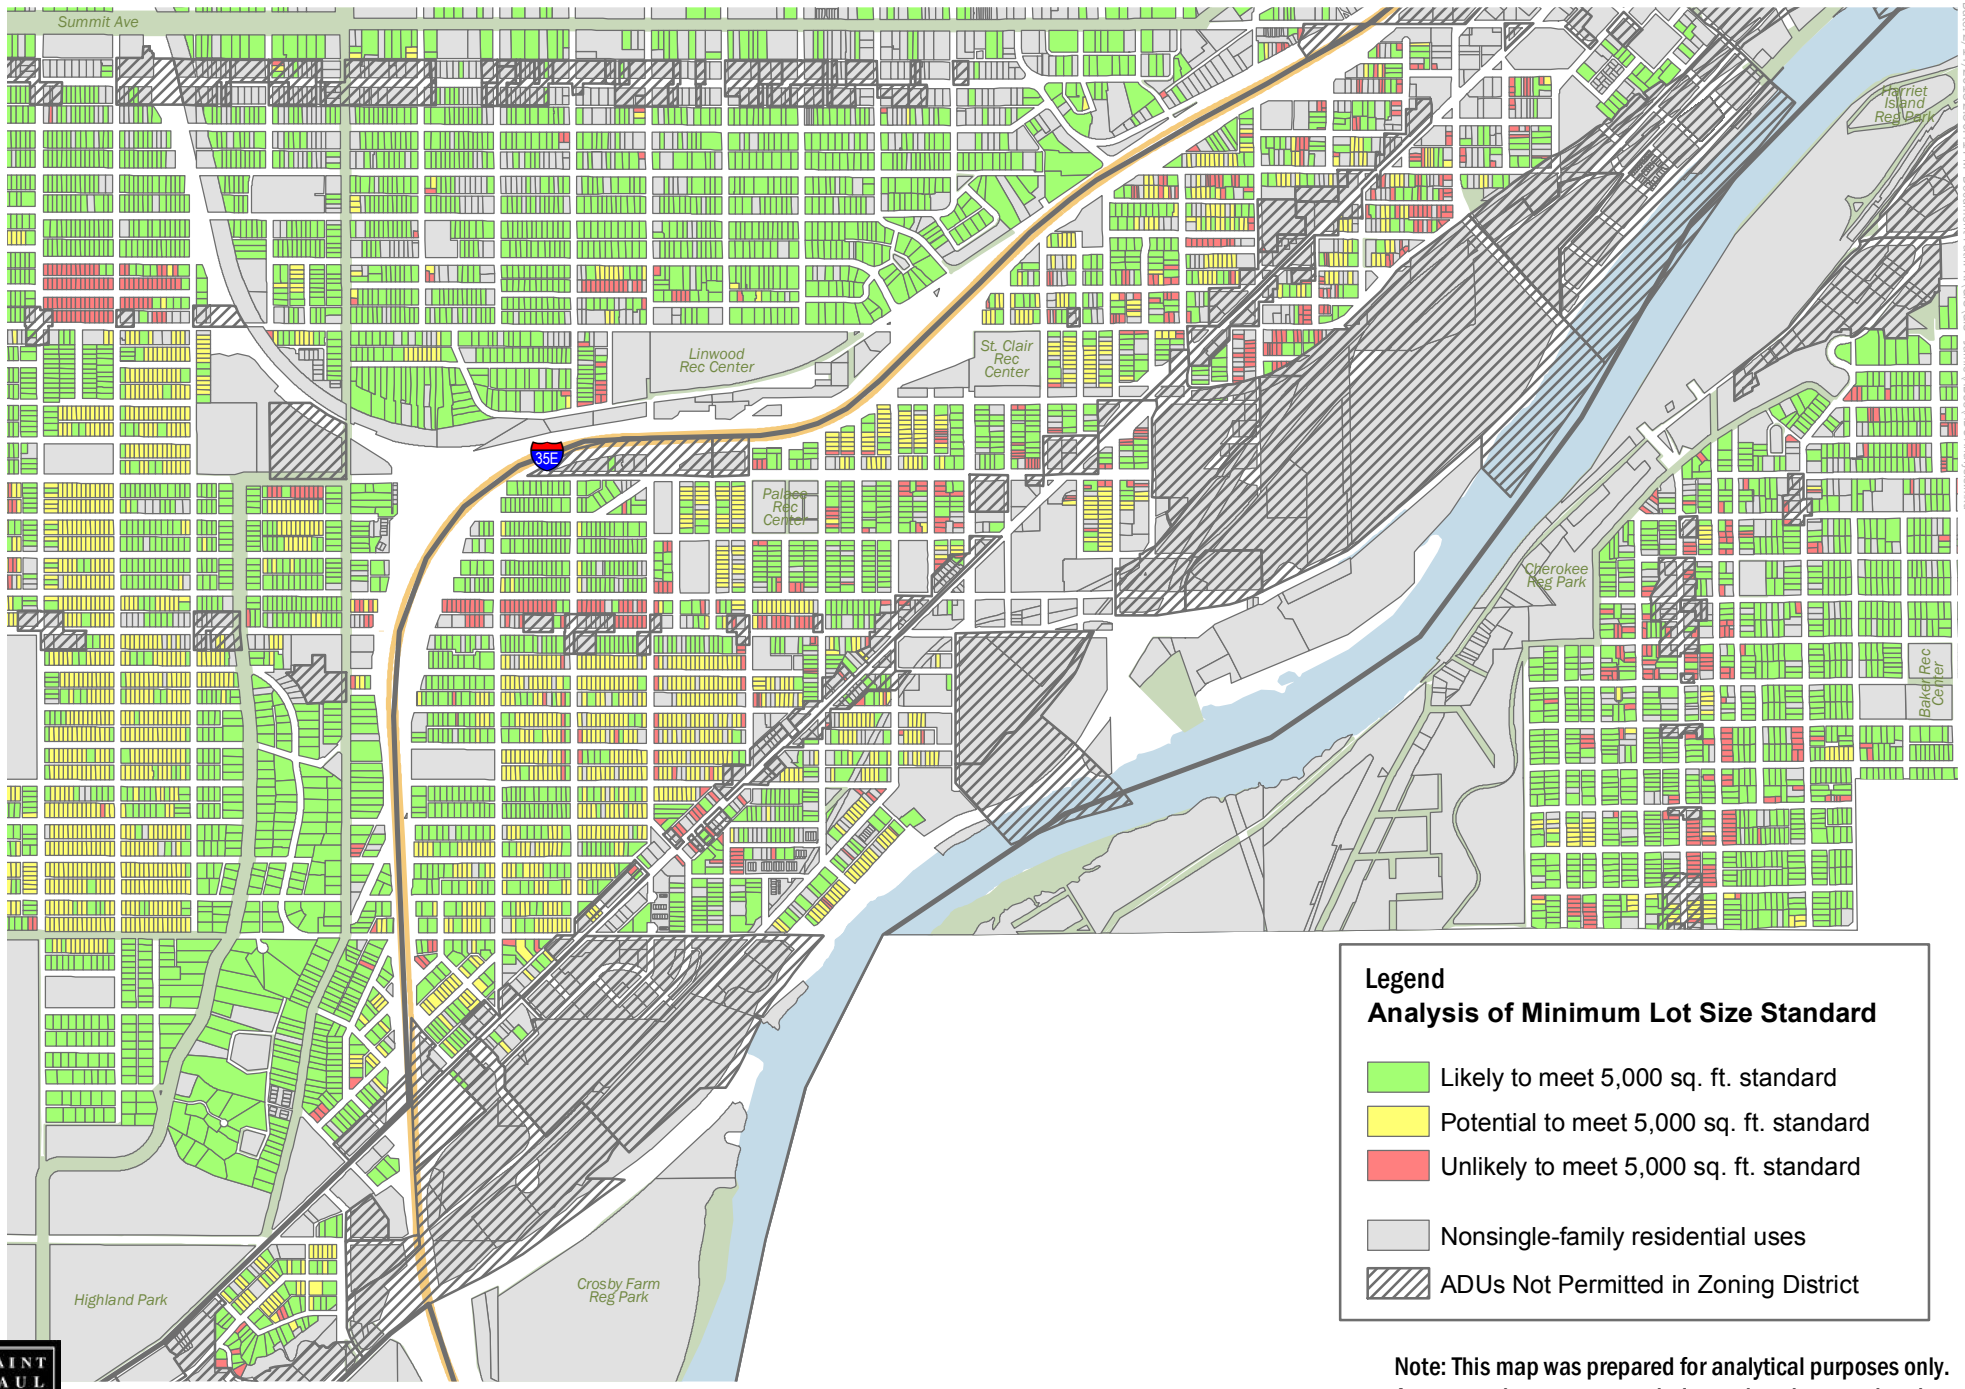 Summit Ave
Harriet
Island
Reg Park
Linwood
Rec Center
St. Clair
Rec
Center
35E
Palace
Rec
Center
Cherokee
Reg Park
Baker Rec
Center
Crosby Farm
Reg Park
Highland Park
Legend
Analysis of Minimum Lot Size Standard
Likely to meet 5,000 sq. ft. standard
Potential to meet 5,000 sq. ft. standard
Unlikely to meet 5,000 sq. ft. standard
Nonsingle-family residential uses
ADUs Not Permitted in Zoning District
Note: This map was prepared for analytical purposes only.
AINT
AUL